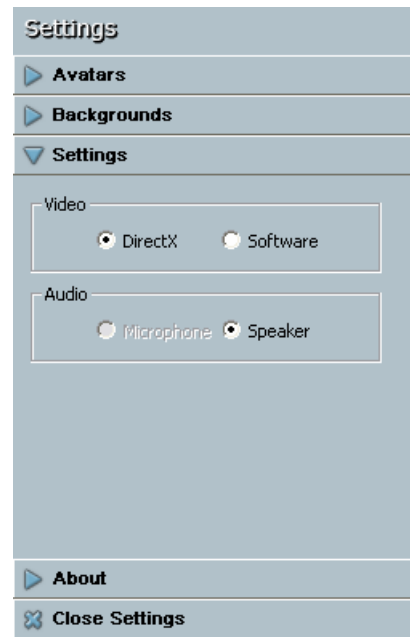 Settings
Avatars
Backgrounds
Settings
Video
DirectX Software
Audio
Microphone Speaker
About
Close Settings